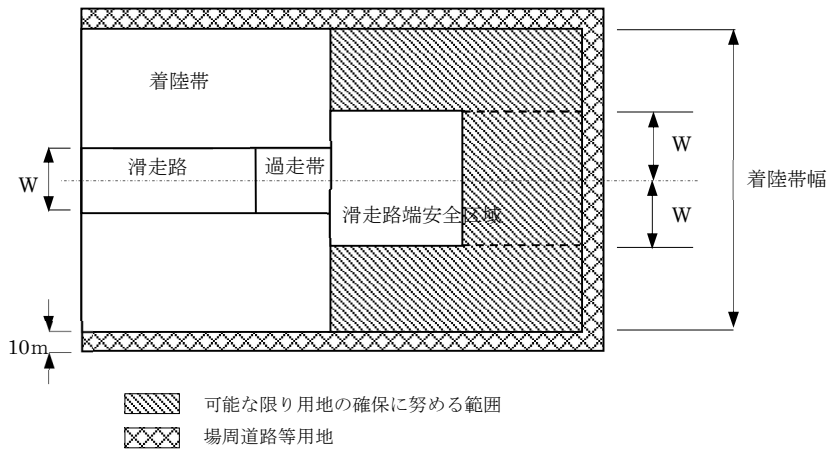 着陸帯
W
滑走路
過走帯
W
着陸帯幅
滑走路端安全区域
W
10m
可能な限り用地の確保に努める範囲
場周道路等用地